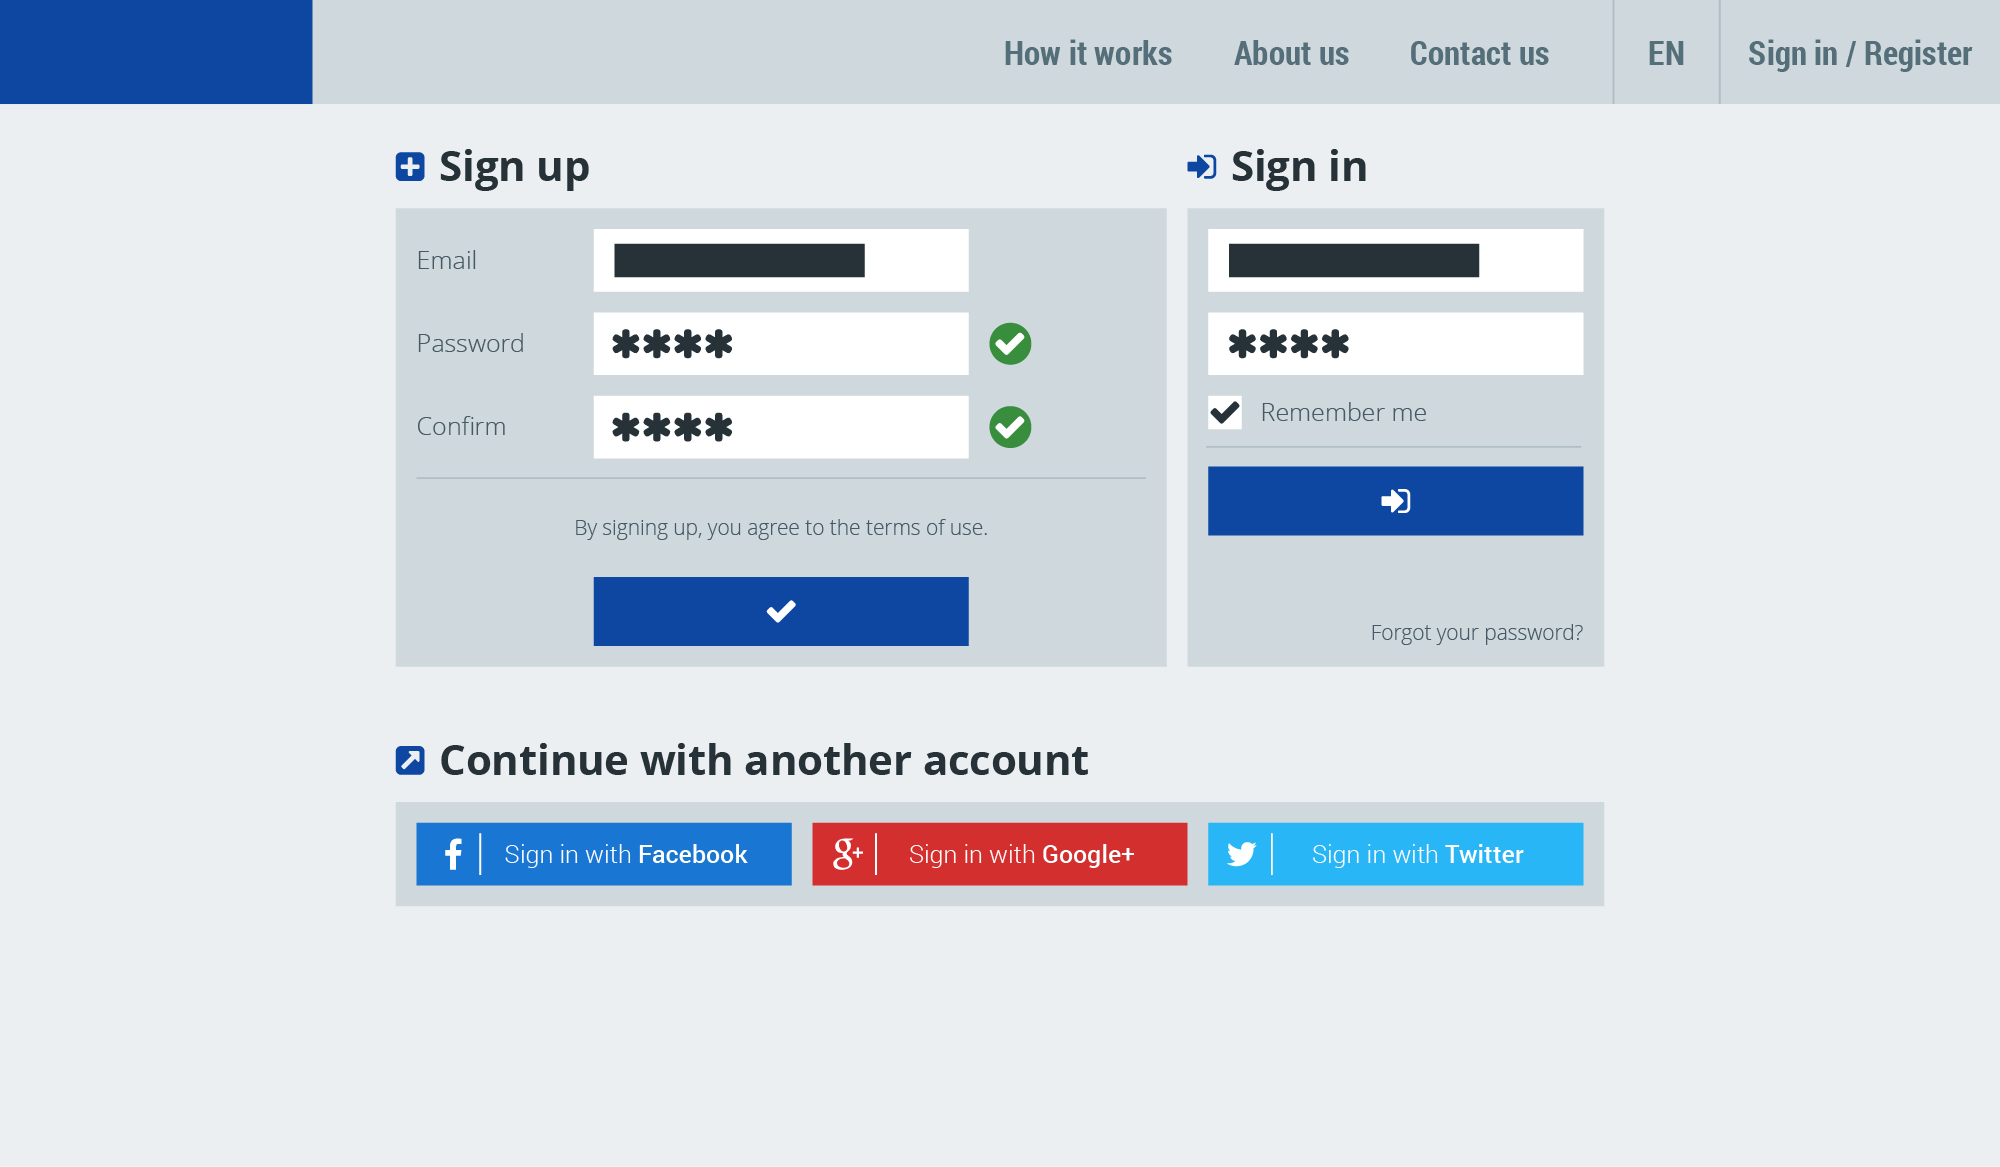 How it works
About us
Contact us
EN
Sign in / Register
Sign up
Email
Password
****
Confirm
****
By signing up, you agree to the terms of use.
Sign in
****
Remember me
Forgot your password?
Continue with another account
Sign in with Facebook
Sign in with Google+
Sign in with Twitter